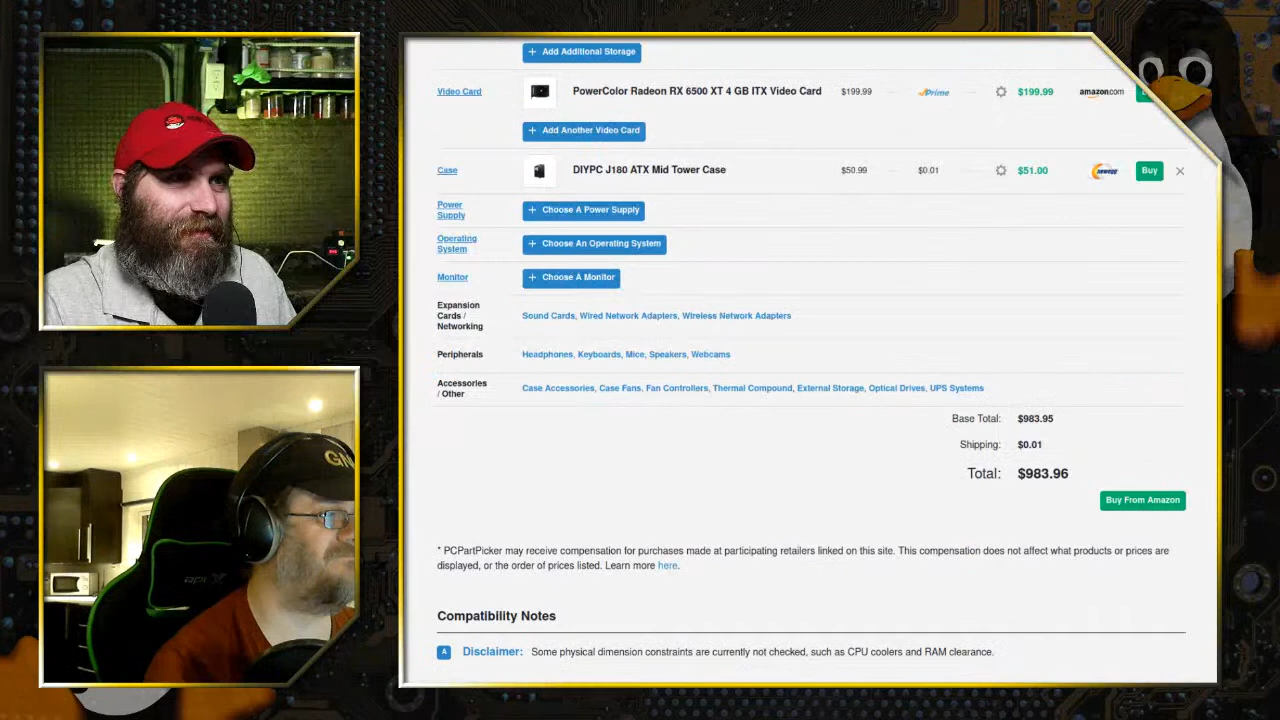 + Add Additional Storage
Video Card PowerColor Radeon RX 6500 XT 4 GB ITX Video Card $199.99 Prime $199.99 amazon.com
+ Add Another Video Card
Case DIYPC J180 ATX Mid Tower Case $50.99 $0.01 $51.00 newegg Buy
Power
Supply
+ Choose A Power Supply
Operating
System
+ Choose An Operating System
Monitor + Choose A Monitor
Expansion
Cards /
Networking
Sound Cards, Wired Network Adapters, Wireless Network Adapters
Peripherals Headphones, Keyboards, Mice, Speakers, Webcams
Accessories
/ Other
Case Accessories, Case Fans, Fan Controllers, Thermal Compound, External Storage, Optical Drives, UPS Systems
Base Total: $983.95
Shipping: $0.01
Total: $983.96
Buy From Amazon
* PCPartPicker may receive compensation for purchases made at participating retailers linked on this site. This compensation does not affect what products or prices are
displayed, or the order of prices listed. Learn more here.
Compatibility Notes
A Disclaimer: Some physical dimension constraints are currently not checked, such as CPU coolers and RAM clearance.